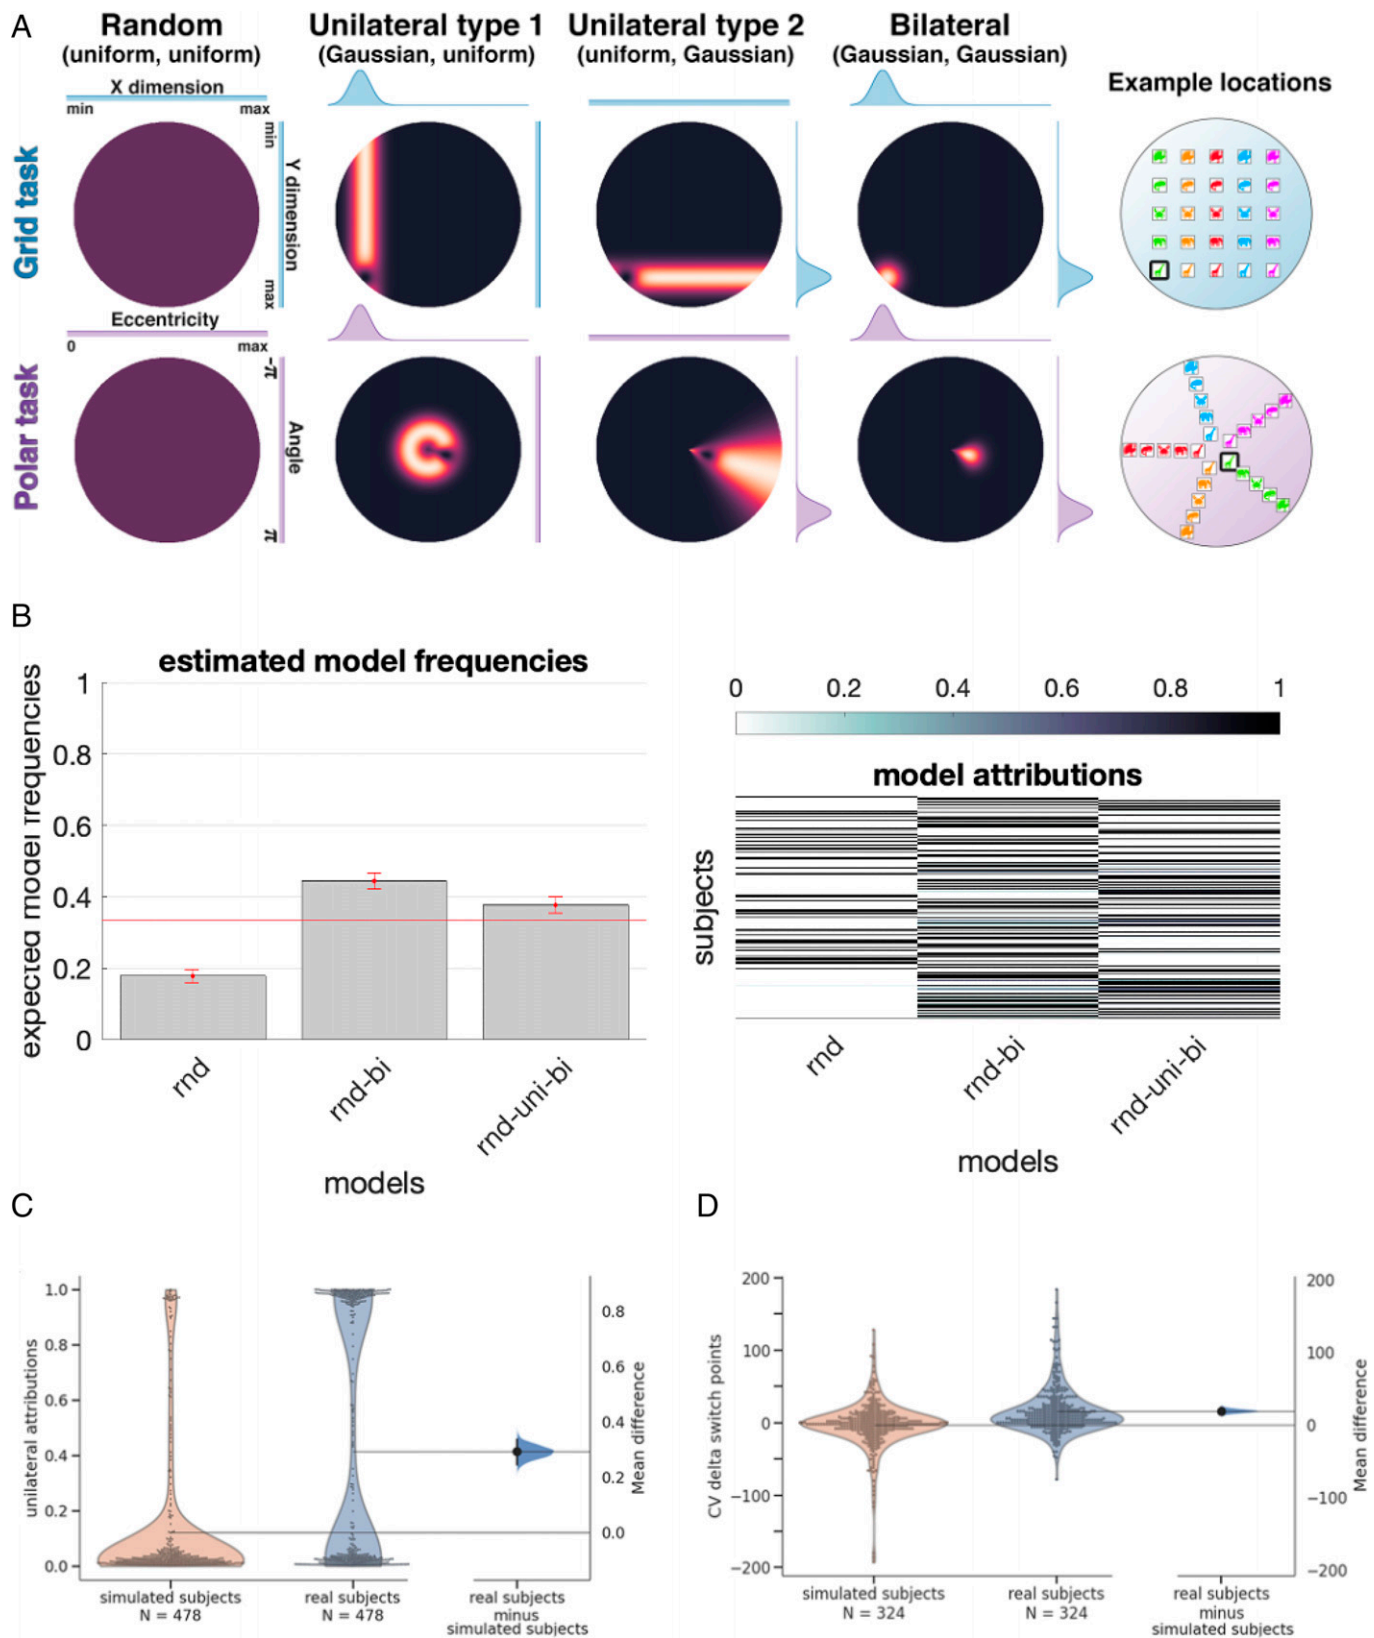 A
Random
(uniform, uniform)
Unilateral type 1
(Gaussian, uniform)
Unilateral type 2
(uniform, Gaussian)
Bilateral
(Gaussian, Gaussian)
Example locations
X dimension
min
max
min
Y dimension
max
Grid task
Eccentricity
0
max
-π
Angle
π
Polar task
B
estimated model frequencies
expected model frequencies
1
0.8
0.6
0.4
0.2
0
rnd
rnd-bi
rnd-uni-bi
models
0
0.2
0.4
0.6
0.8
1
model attributions
subjects
rnd
rnd-bi
rnd-uni-bi
models
C
unilateral attributions
1.0
0.8
0.6
0.4
0.2
0.0
0.8
0.6
0.4
0.2
0.0
Mean difference
simulated subjects
N = 478
real subjects
N = 478
real subjects
minus
simulated subjects
D
CV delta switch points
200
100
0
−100
−200
200
100
0
−100
−200
Mean difference
simulated subjects
N = 324
real subjects
N = 324
real subjects
minus
simulated subjects